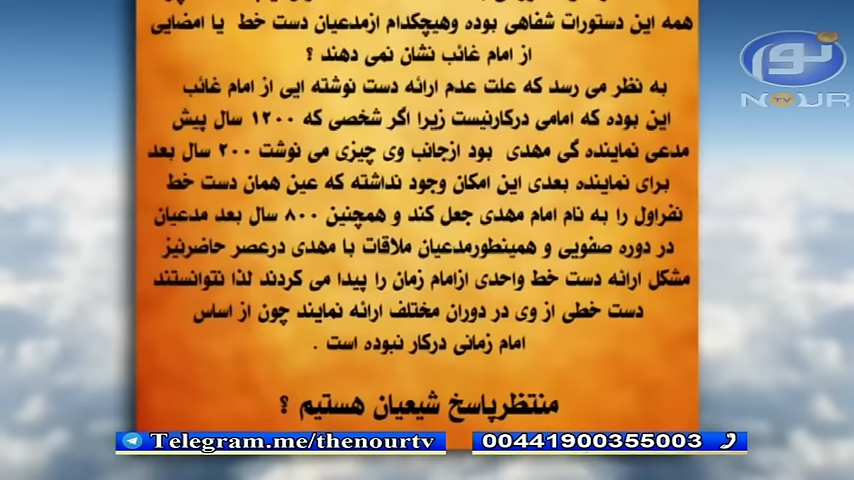 همه این دستورات شفاهی بوده وهیچکدام ازمدعیان دست خط یا امضایی
از امام غائب نشان نمی دهند ؟
به نظر می رسد که علت عدم ارائه دست نوشته ایی از امام غائب
این بوده که امامی درکارنیست زیرا اگر شخصی که ۱۲۰۰ سال پیش
مدعی نماینده گی مهدی بود ازجانب وی چیزی می نوشت ۲۰۰ سال بعد
برای نماینده بعدی این امکان وجود نداشته که عین همان دست خط
نفراول را به نام امام مهدی جعل کند و همچنین ۸۰۰ سال بعد مدعیان
در دوره صفویی و همینطورمدعیان ملاقات با مهدی درعصر حاضرنیز
مشکل ارائه دست خط واحدی ازامام زمان را پیدا می کردند لذا نتوانستند
دست خطی از وی در دوران مختلف ارائه نمایند چون از اساس
امام زمانی درکار نبوده است .
منتظرپاسخ شیعیان هستیم ؟
نور
NOUR
TV
Telegram.me/thenourtv
00441900355003